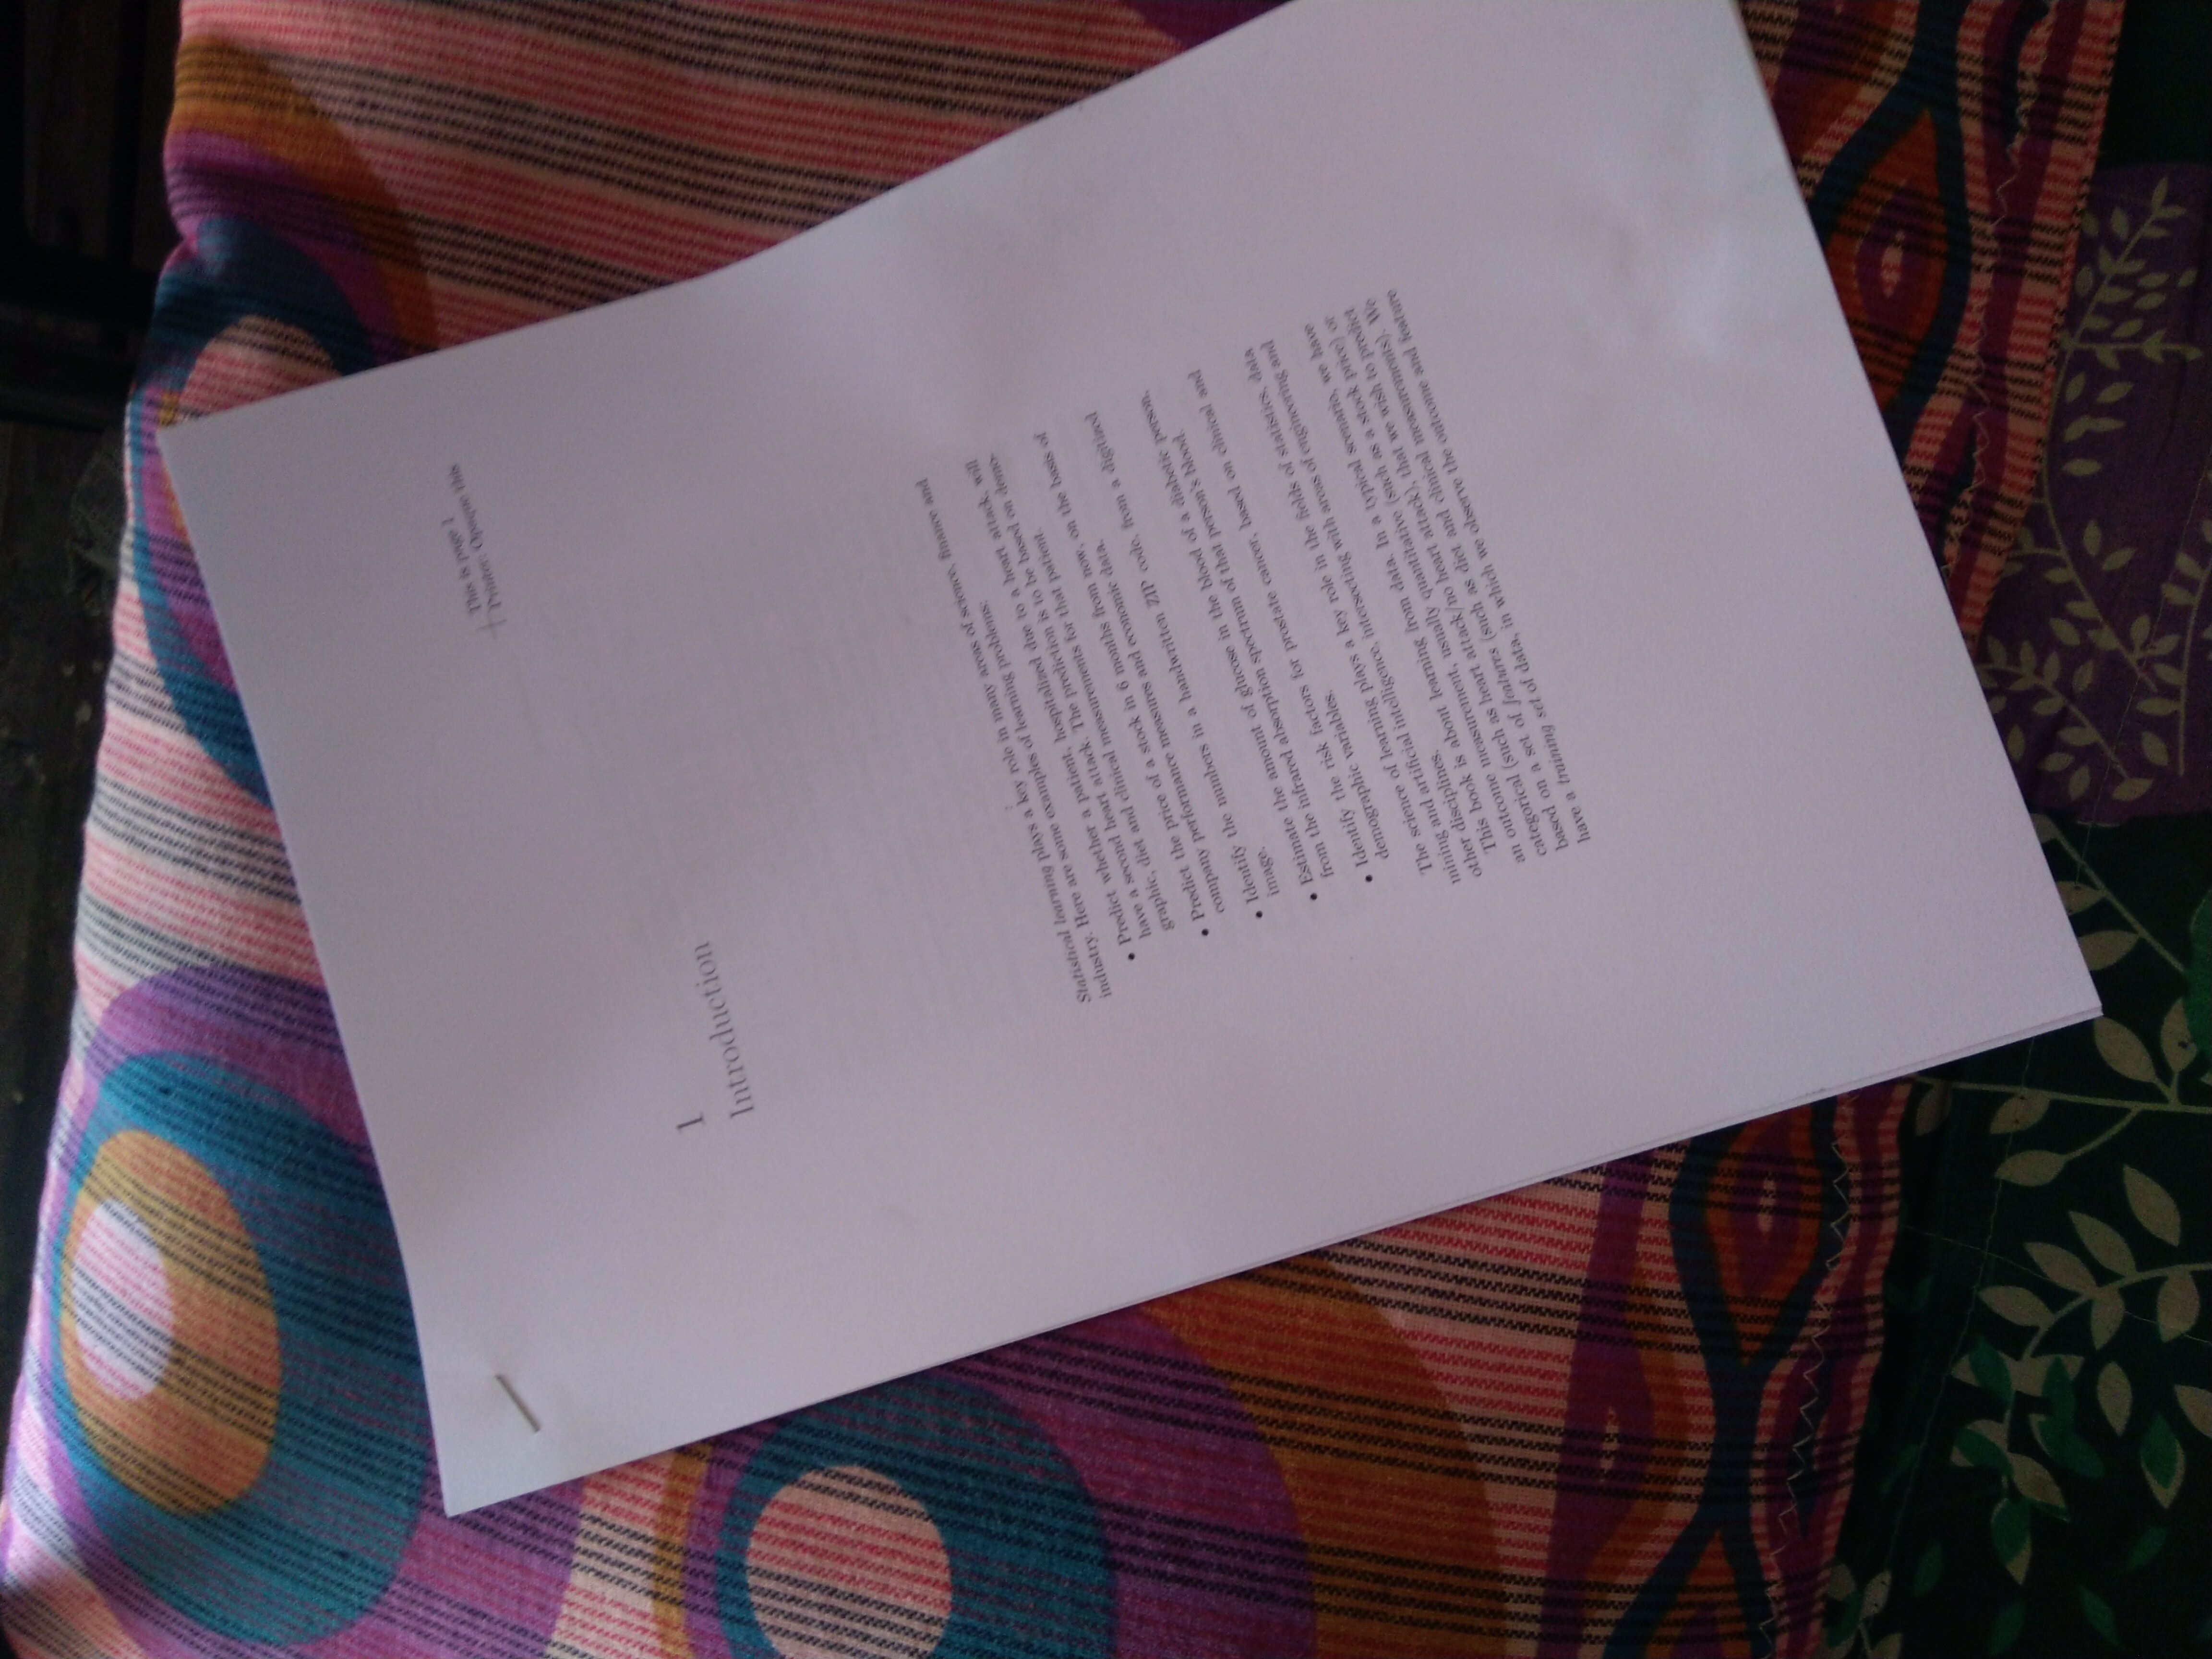 This is page 1
Printer: Opaque this
1
Introduction
Statistical learning plays a key role in many areas of science, finance and
industry. Here are some examples of learning problems:
• Predict whether a patient, hospitalized due to a heart attack, will
have a second heart attack. The prediction is to be based on demo-
graphic, diet and clinical measurements for that patient.
• Predict the price of a stock in 6 months from now, on the basis of
company performance measures and economic data.
• Identify the numbers in a handwritten ZIP code, from a digitized
image.
• Estimate the amount of glucose in the blood of a diabetic person,
from the infrared absorption spectrum of that person's blood.
• Identify the risk factors for prostate cancer, based on clinical and
demographic variables.
The science of learning plays a key role in the fields of statistics, data
mining and artificial intelligence, intersecting with areas of engineering and
other disciplines.
This book is about learning from data. In a typical scenario, we have
an outcome measurement, usually quantitative (such as a stock price) or
categorical (such as heart attack/no heart attack), that we wish to predict
based on a set of features (such as diet and clinical measurements). We
have a training set of data, in which we observe the outcome and feature